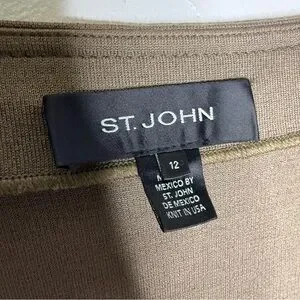 ST. JOHN
12
MEXICO BY
ST. JOHN
DE MEXICO
KNIT IN USA